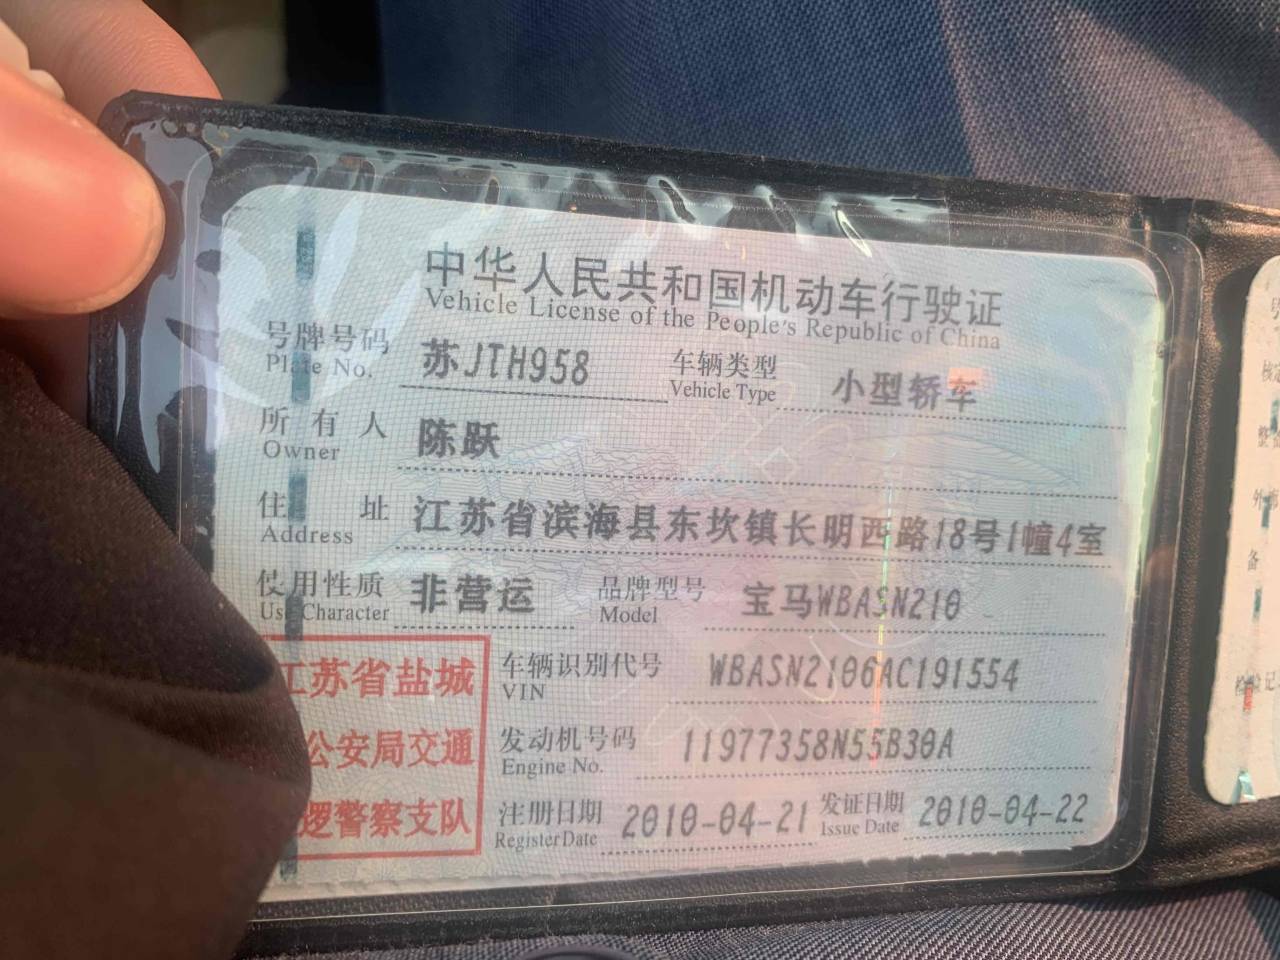 中华人民共和国机动车行驶证
Vehicle License of the People's Republic of China
号牌号码 苏JTH958 车辆类型 小型轿车
Plate No. Vehicle Type
所有人 陈跃
Owner
住址 江苏省滨海县东坎镇长明西路18号1幢4室
Address
使用性质 非营运 品牌型号 宝马WBASN210
Use Character Model
江苏省盐城
公安局交通
逻警察支队
车辆识别代号 WBASN2106AC191554
VIN
发动机号码 11977358N55B30A
Engine No.
注册日期 2010-04-21 发证日期 2010-04-22
Register Date Issue Date